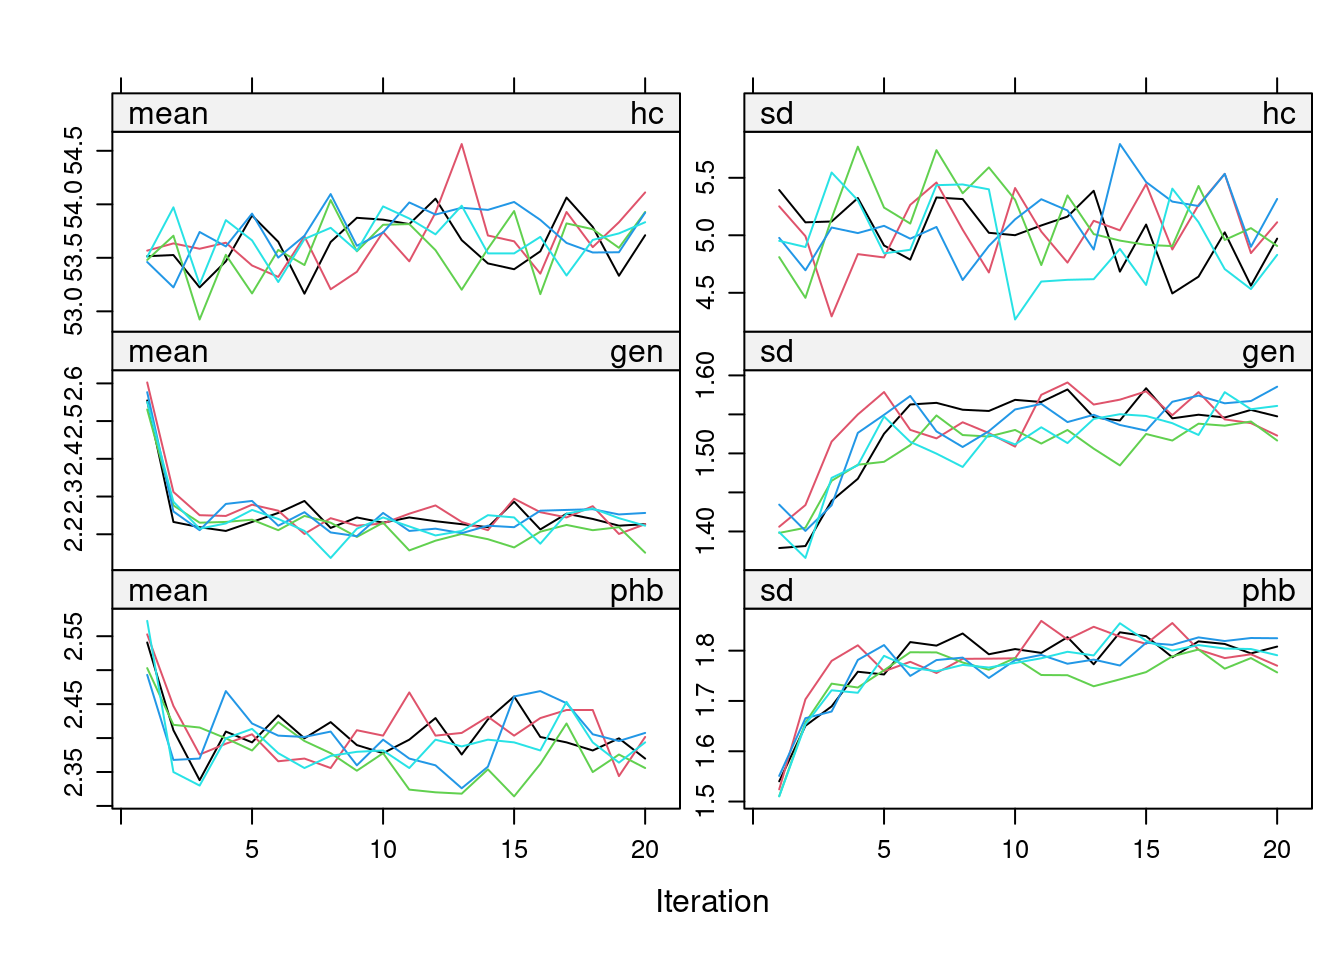 mean hc
53.0 53.5 54.0 54.5
sd hc
4.5 5.0 5.5
mean gen
2.2 2.3 2.4 2.5 2.6
sd gen
1.40 1.50 1.60
mean phb
2.35 2.45 2.55
sd phb
1.5 1.6 1.7 1.8
5 10 15 20
5 10 15 20
Iteration